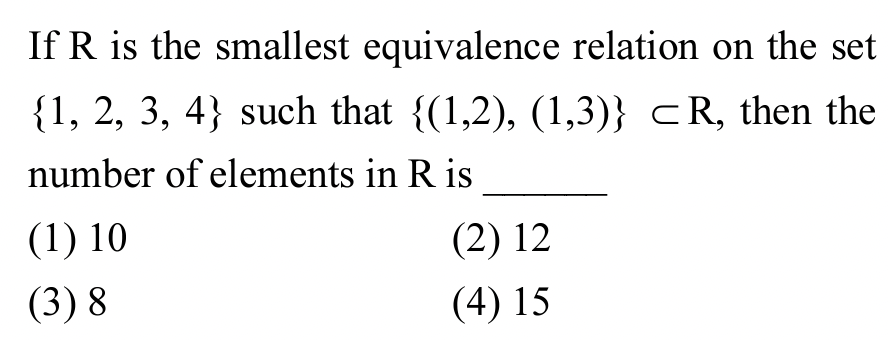 If R is the smallest equivalence relation on the set
{1, 2, 3, 4} such that {(1,2), (1,3)} ⊂ R, then the
number of elements in R is ______
(1) 10 (2) 12
(3) 8 (4) 15